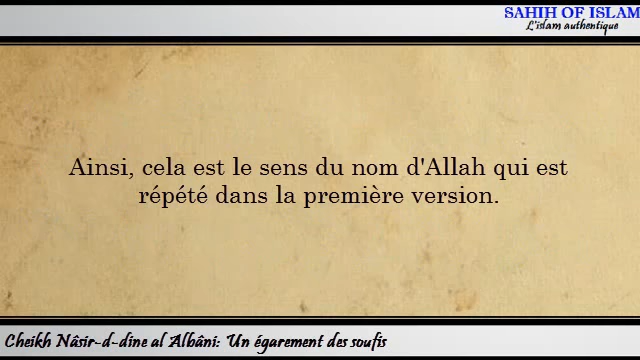 SAHIH OF ISLAM
L'islam authentique
Ainsi, cela est le sens du nom d'Allah qui est
répété dans la première version.
Cheikh Nâsir-d-dine al Albâni: Un égarement des soufis